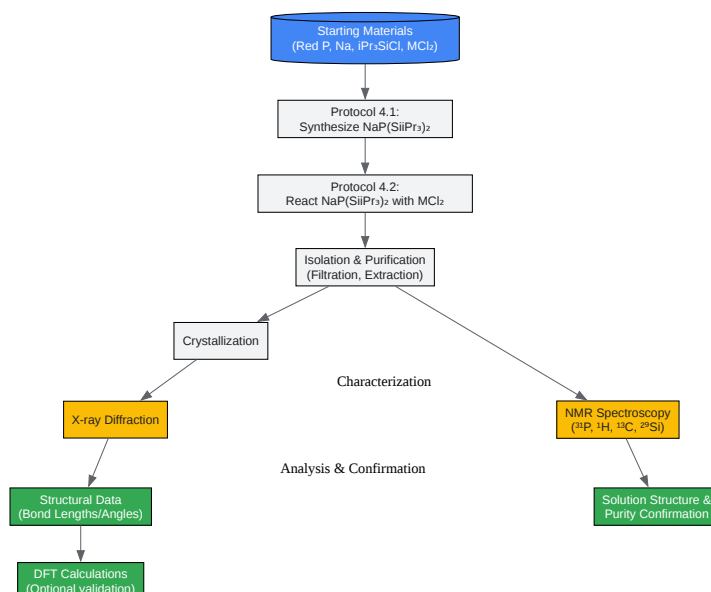 Starting Materials
(Red P, Na, iPr₃SiCl, MCl₂)
Protocol 4.1:
Synthesize NaP(SiiPr₃)₂
Protocol 4.2:
React NaP(SiiPr₃)₂ with MCl₂
Isolation & Purification
(Filtration, Extraction)
Crystallization
Characterization
X-ray Diffraction
NMR Spectroscopy
(³¹P, ¹H, ¹³C, ²⁹Si)
Analysis & Confirmation
Structural Data
(Bond Lengths/Angles)
Solution Structure &
Purity Confirmation
DFT Calculations
(Optional validation)